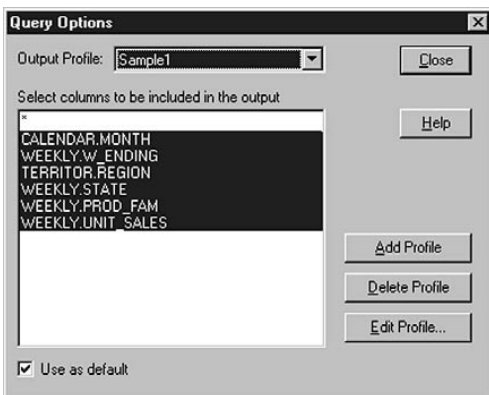 Query Options
Output Profile: Sample1
Close
Select columns to be included in the output
*
Help
CALENDAR.MONTH
WEEKLY.W_ENDING
TERRITOR.REGION
WEEKLY.STATE
WEEKLY.PROD_FAM
WEEKLY.UNIT_SALES
Add Profile
Delete Profile
Edit Profile...
Use as default